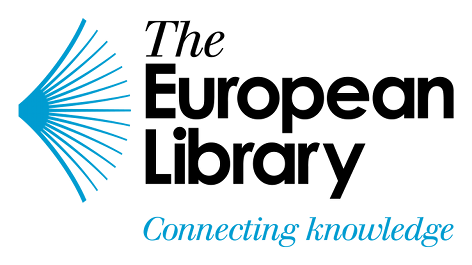 The
European
Library
Connecting knowledge